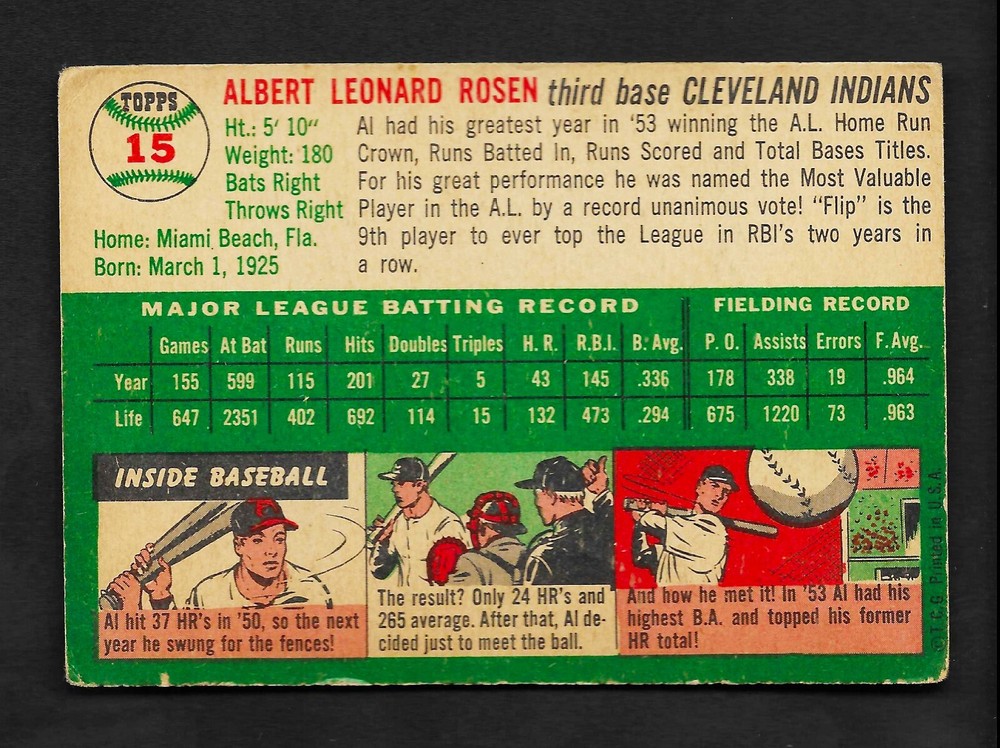 TOPPS
15
ALBERT LEONARD ROSEN third base CLEVELAND INDIANS
Ht.: 5' 10"
Weight: 180
Bats Right
Throws Right
Home: Miami Beach, Fla.
Born: March 1, 1925
Al had his greatest year in '53 winning the A.L. Home Run
Crown, Runs Batted In, Runs Scored and Total Bases Titles.
For his great performance he was named the Most Valuable
Player in the A.L. by a record unanimous vote! "Flip" is the
9th player to ever top the League in RBI's two years in
a row.
MAJOR LEAGUE BATTING RECORD FIELDING RECORD
Games At Bat Runs Hits Doubles Triples H. R. R.B.I. B. Avg. P. O. Assists Errors F. Avg.
Year 155 599 115 201 27 5 43 145 .336 178 338 19 .964
Life 647 2351 402 692 114 15 132 473 .294 675 1220 73 .963
INSIDE BASEBALL
Al hit 37 HR's in '50, so the next
year he swung for the fences!
The result? Only 24 HR's and
265 average. After that, Al de-
cided just to meet the ball.
And how he met it! In '53 Al had his
highest B.A. and topped his former
HR total!
©T.C.G. Printed in U.S.A.